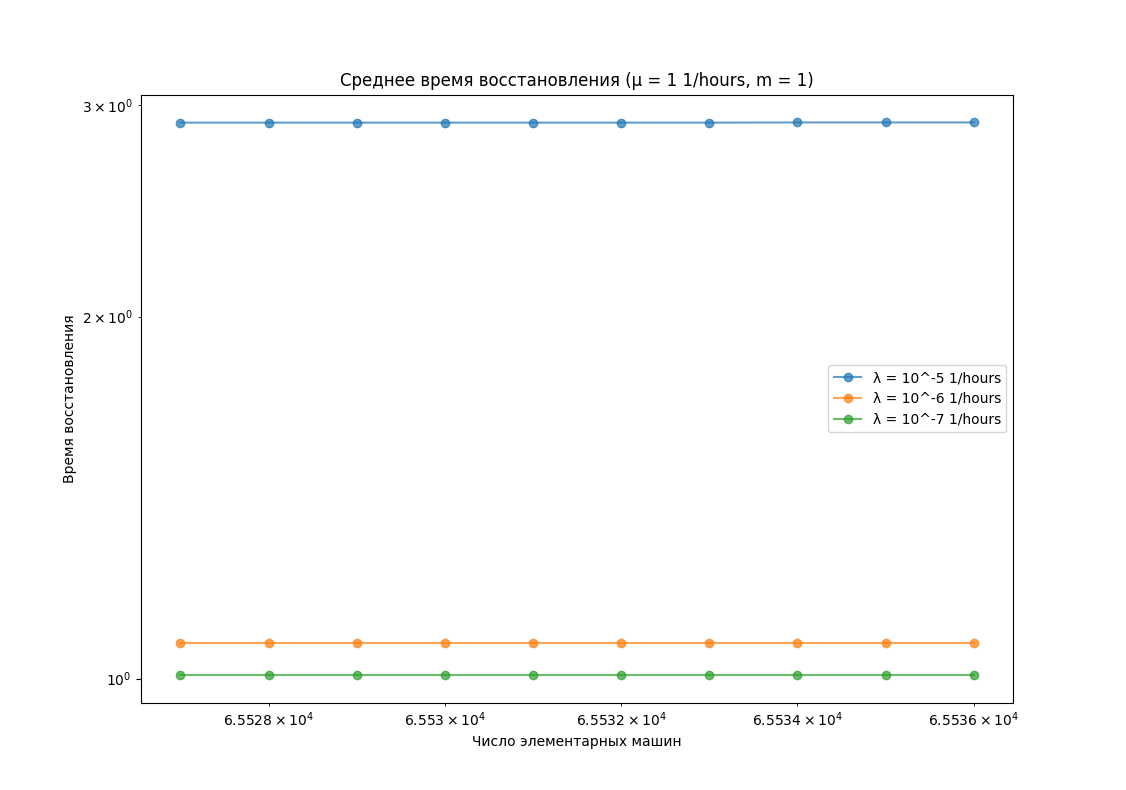 Среднее время восстановления (μ = 1 1/hours, m = 1)
3 × 10⁰
2 × 10⁰
10⁰
Время восстановления
λ = 10^-5 1/hours
λ = 10^-6 1/hours
λ = 10^-7 1/hours
6.5528 × 10⁴ 6.553 × 10⁴ 6.5532 × 10⁴ 6.5534 × 10⁴ 6.5536 × 10⁴
Число элементарных машин